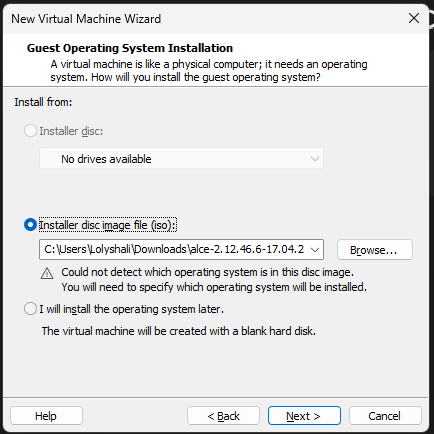 New Virtual Machine Wizard
Guest Operating System Installation
A virtual machine is like a physical computer; it needs an operating
system. How will you install the guest operating system?
Install from:
Installer disc:
No drives available
Installer disc image file (iso):
C:\Users\Lolyshali\Downloads\alce-2.12.46.6-17.04.2
Browse...
Could not detect which operating system is in this disc image.
You will need to specify which operating system will be installed.
I will install the operating system later.
The virtual machine will be created with a blank hard disk.
Help
< Back
Next >
Cancel